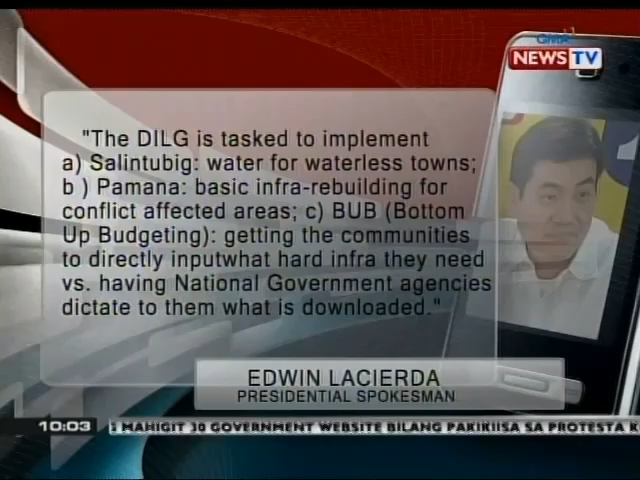 GMA
NEWS TV
"The DILG is tasked to implement
a) Salintubig: water for waterless towns;
b ) Pamana: basic infra-rebuilding for
conflict affected areas; c) BUB (Bottom
Up Budgeting): getting the communities
to directly inputwhat hard infra they need
vs. having National Government agencies
dictate to them what is downloaded."
EDWIN LACIERDA
PRESIDENTIAL SPOKESMAN
10:03
MAHIGIT 30 GOVERNMENT WEBSITE BILANG PAKIKIISA SA PROTESTA K